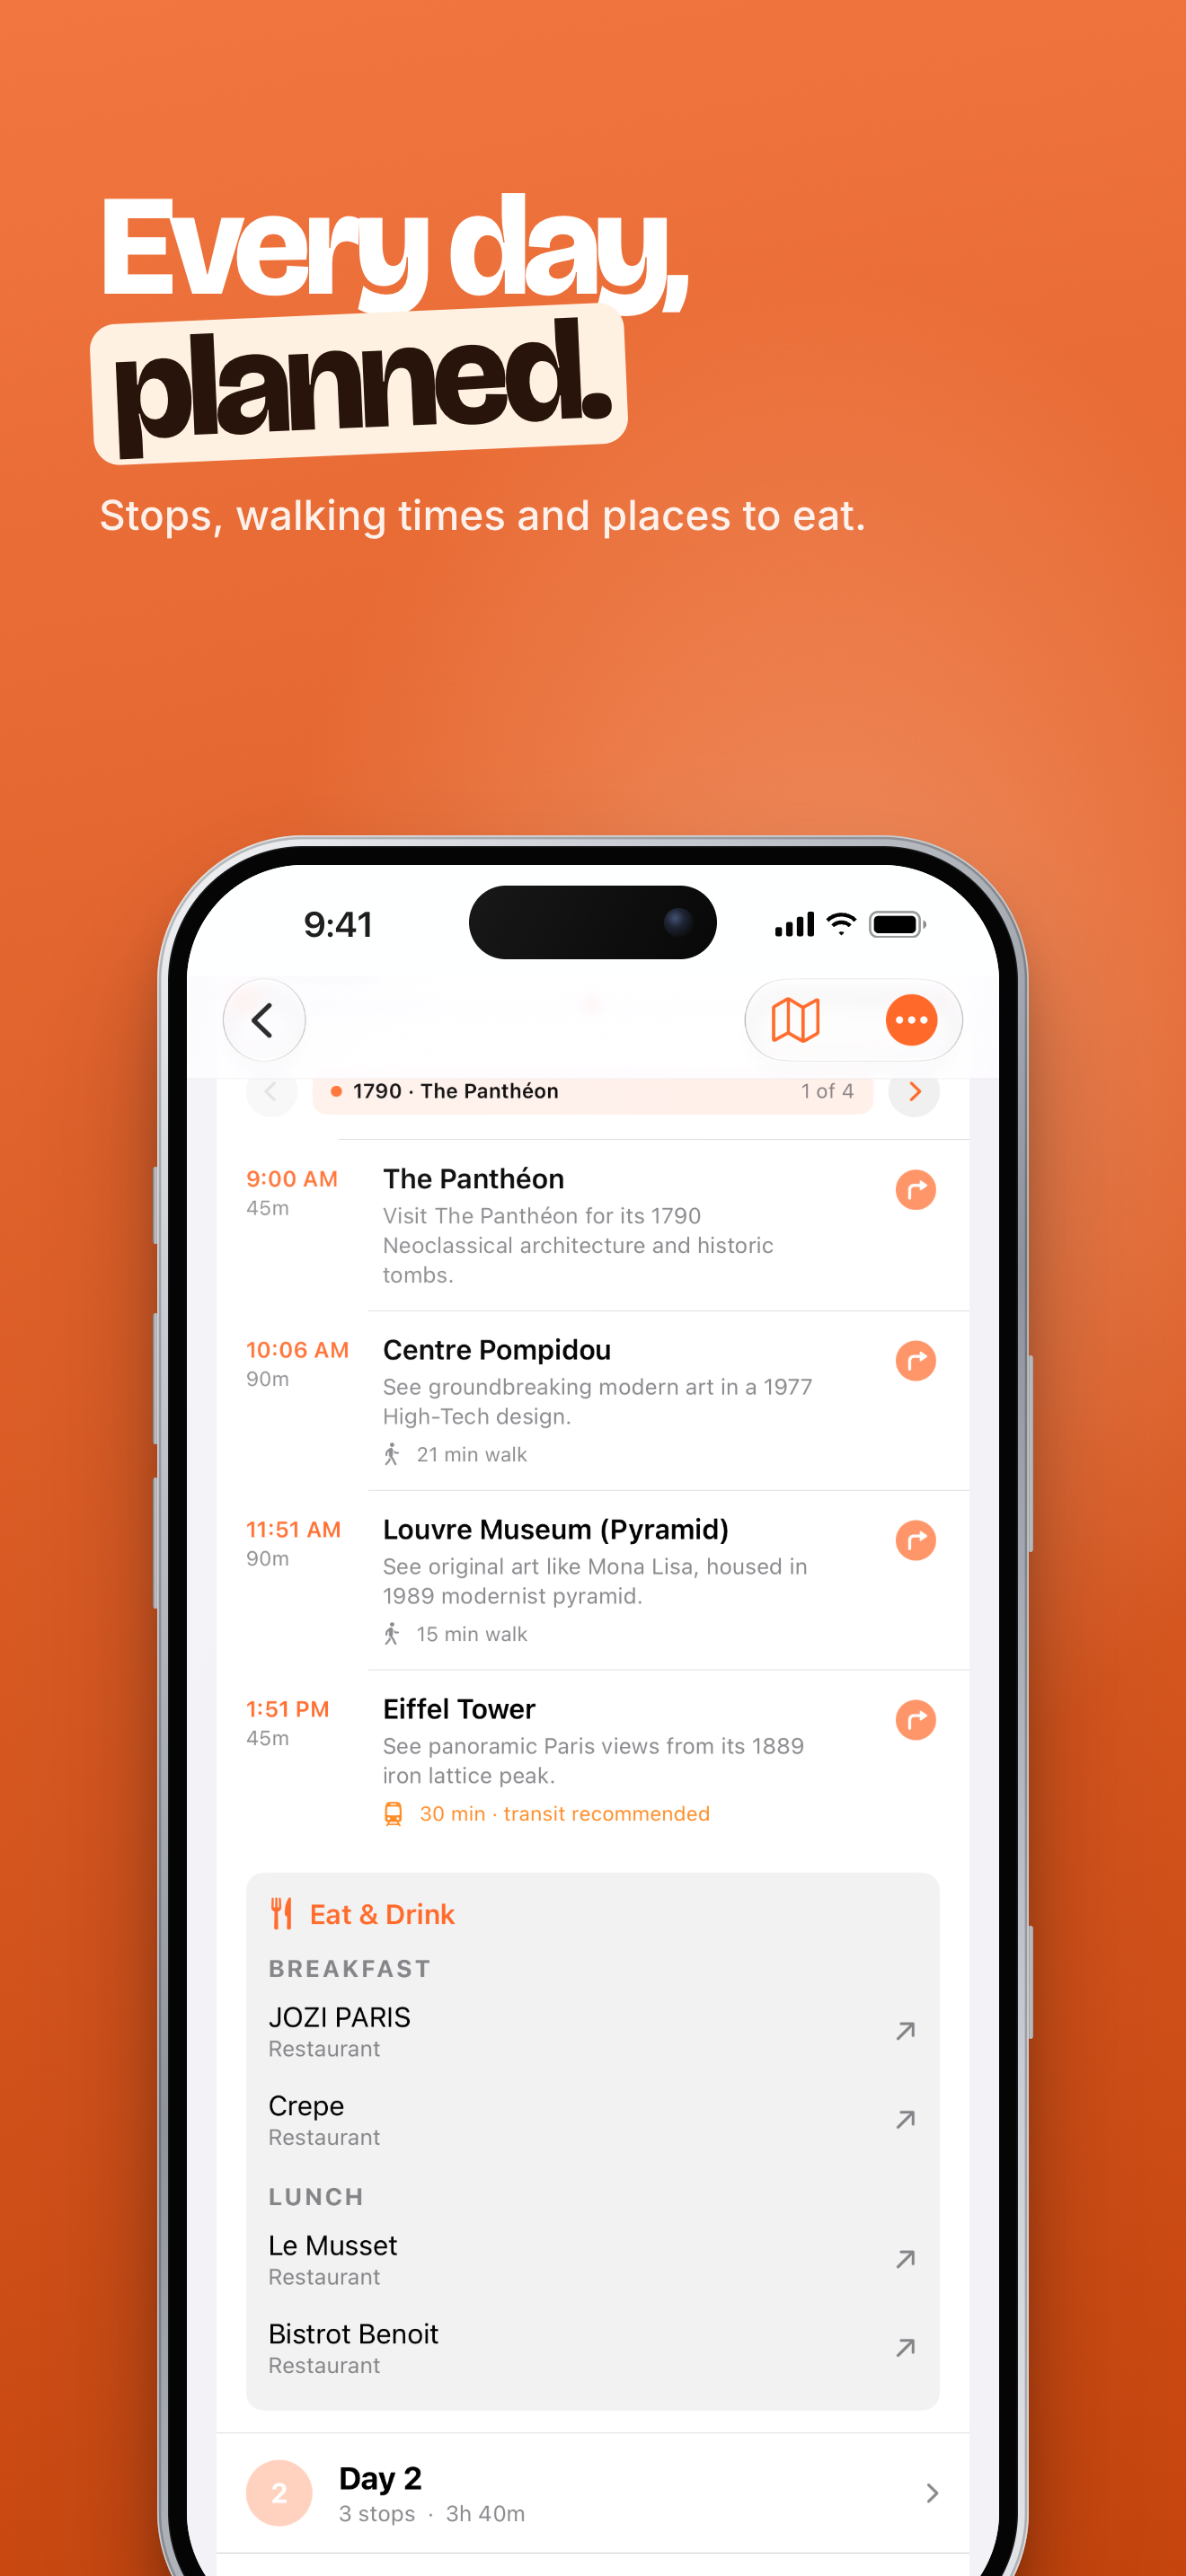 Every day,
planned.
Stops, walking times and places to eat.
9:41
1790 · The Panthéon
1 of 4
9:00 AM
45m
The Panthéon
Visit The Panthéon for its 1790
Neoclassical architecture and historic
tombs.
10:06 AM
90m
Centre Pompidou
See groundbreaking modern art in a 1977
High-Tech design.
21 min walk
11:51 AM
90m
Louvre Museum (Pyramid)
See original art like Mona Lisa, housed in
1989 modernist pyramid.
15 min walk
1:51 PM
45m
Eiffel Tower
See panoramic Paris views from its 1889
iron lattice peak.
30 min · transit recommended
Eat & Drink
BREAKFAST
JOZI PARIS
Restaurant
Crepe
Restaurant
LUNCH
Le Musset
Restaurant
Bistrot Benoit
Restaurant
2
Day 2
3 stops · 3h 40m